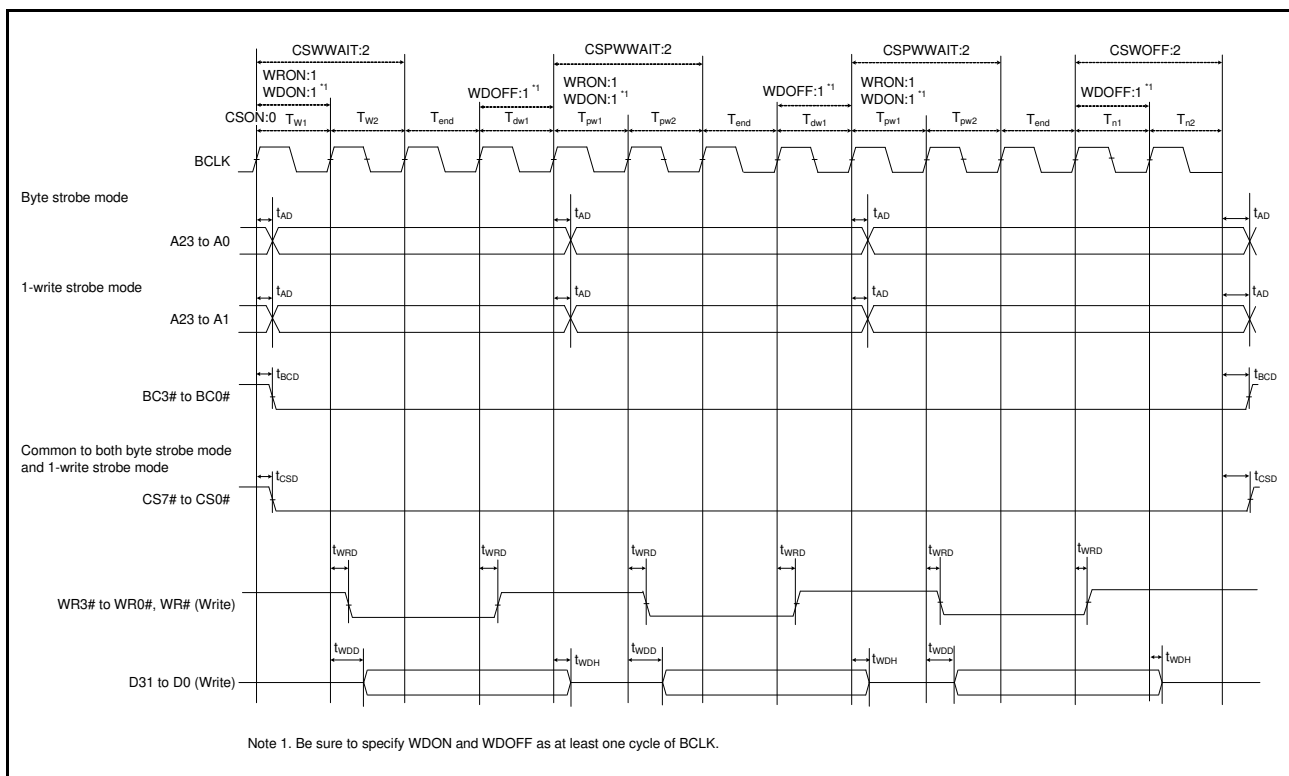 CSWWAIT:2 CSPWWAIT:2 CSPWWAIT:2 CSWOFF:2
WRON:1 WRON:1 WRON:1
WDON:1 *1 WDOFF:1 *1 WDON:1 *1 WDOFF:1 *1 WDON:1 *1 WDOFF:1 *1
CSON:0 TW1 TW2 Tend Tdw1 Tpw1 Tpw2 Tend Tdw1 Tpw1 Tpw2 Tend Tn1 Tn2
BCLK
Byte strobe mode
tAD tAD tAD tAD
A23 to A0
1-write strobe mode
tAD tAD tAD tAD
A23 to A1
tBCD tBCD
BC3# to BC0#
Common to both byte strobe mode
and 1-write strobe mode
tCSD tCSD
CS7# to CS0#
tWRD tWRD tWRD tWRD tWRD tWRD
WR3# to WR0#, WR# (Write)
tWDD tWDH tWDD tWDH tWDD tWDH
D31 to D0 (Write)
Note 1. Be sure to specify WDON and WDOFF as at least one cycle of BCLK.